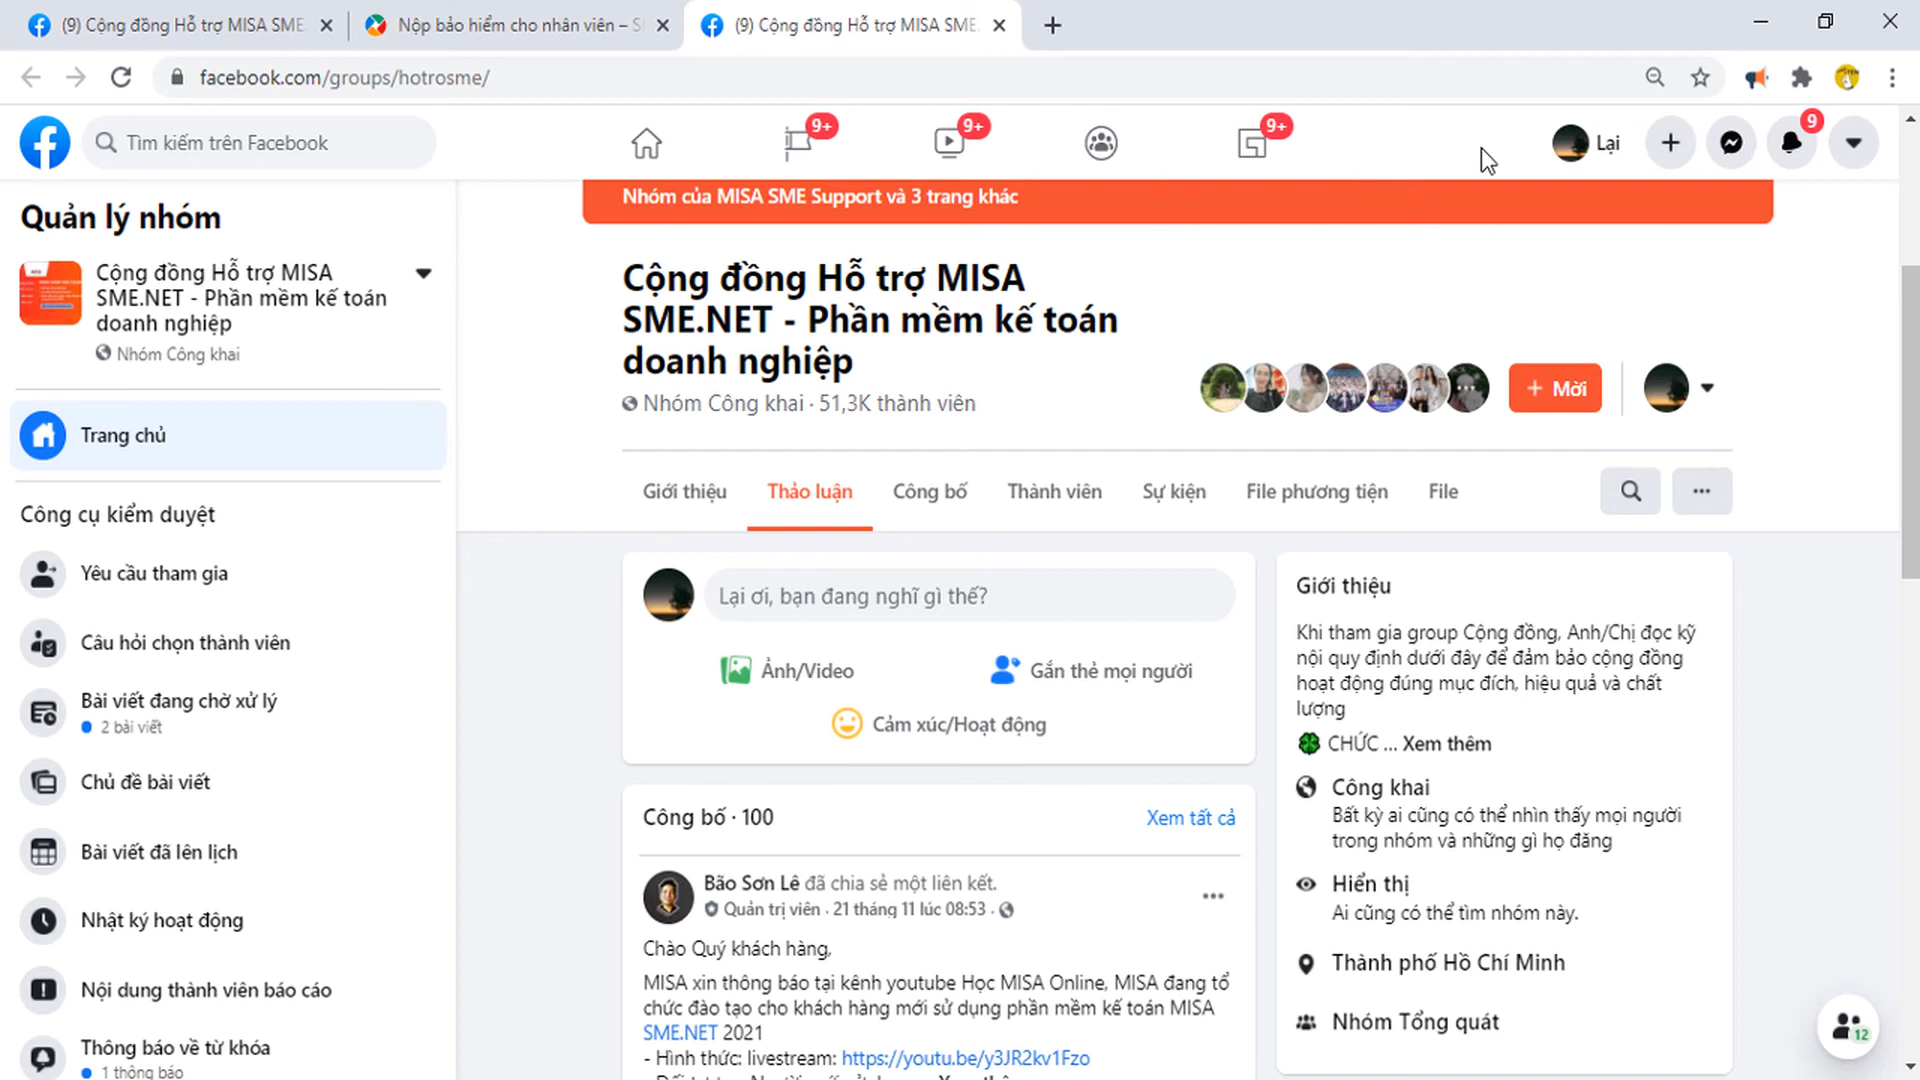 (9) Cộng đồng Hỗ trợ MISA SME.
Nộp bảo hiểm cho nhân viên – S
(9) Cộng đồng Hỗ trợ MISA SME.
facebook.com/groups/hotrosme/
Tìm kiếm trên Facebook
9+
9+
9+
Lại
9
Quản lý nhóm
Cộng đồng Hỗ trợ MISA
SME.NET - Phần mềm kế toán
doanh nghiệp
Nhóm Công khai
Trang chủ
Công cụ kiểm duyệt
Yêu cầu tham gia
Câu hỏi chọn thành viên
Bài viết đang chờ xử lý
2 bài viết
Chủ đề bài viết
Bài viết đã lên lịch
Nhật ký hoạt động
Nội dung thành viên báo cáo
Thông báo về từ khóa
1 thông báo
Nhóm của MISA SME Support và 3 trang khác
Cộng đồng Hỗ trợ MISA
SME.NET - Phần mềm kế toán
doanh nghiệp
Nhóm Công khai · 51,3K thành viên
+ Mời
Giới thiệu
Thảo luận
Công bố
Thành viên
Sự kiện
File phương tiện
File
Lại ơi, bạn đang nghĩ gì thế?
Ảnh/Video
Gắn thẻ mọi người
Cảm xúc/Hoạt động
Công bố · 100
Xem tất cả
Bão Sơn Lê đã chia sẻ một liên kết.
Quản trị viên · 21 tháng 11 lúc 08:53 ·
Chào Quý khách hàng,
MISA xin thông báo tại kênh youtube Học MISA Online, MISA đang tổ
chức đào tạo cho khách hàng mới sử dụng phần mềm kế toán MISA
SME.NET 2021
- Hình thức: livestream: https://youtu.be/y3JR2kv1Fzo
Giới thiệu
Khi tham gia group Cộng đồng, Anh/Chị đọc kỹ
nội quy định dưới đây để đảm bảo cộng đồng
hoạt động đúng mục đích, hiệu quả và chất
lượng
CHỨC ... Xem thêm
Công khai
Bất kỳ ai cũng có thể nhìn thấy mọi người
trong nhóm và những gì họ đăng
Hiển thị
Ai cũng có thể tìm nhóm này.
Thành phố Hồ Chí Minh
Nhóm Tổng quát
12